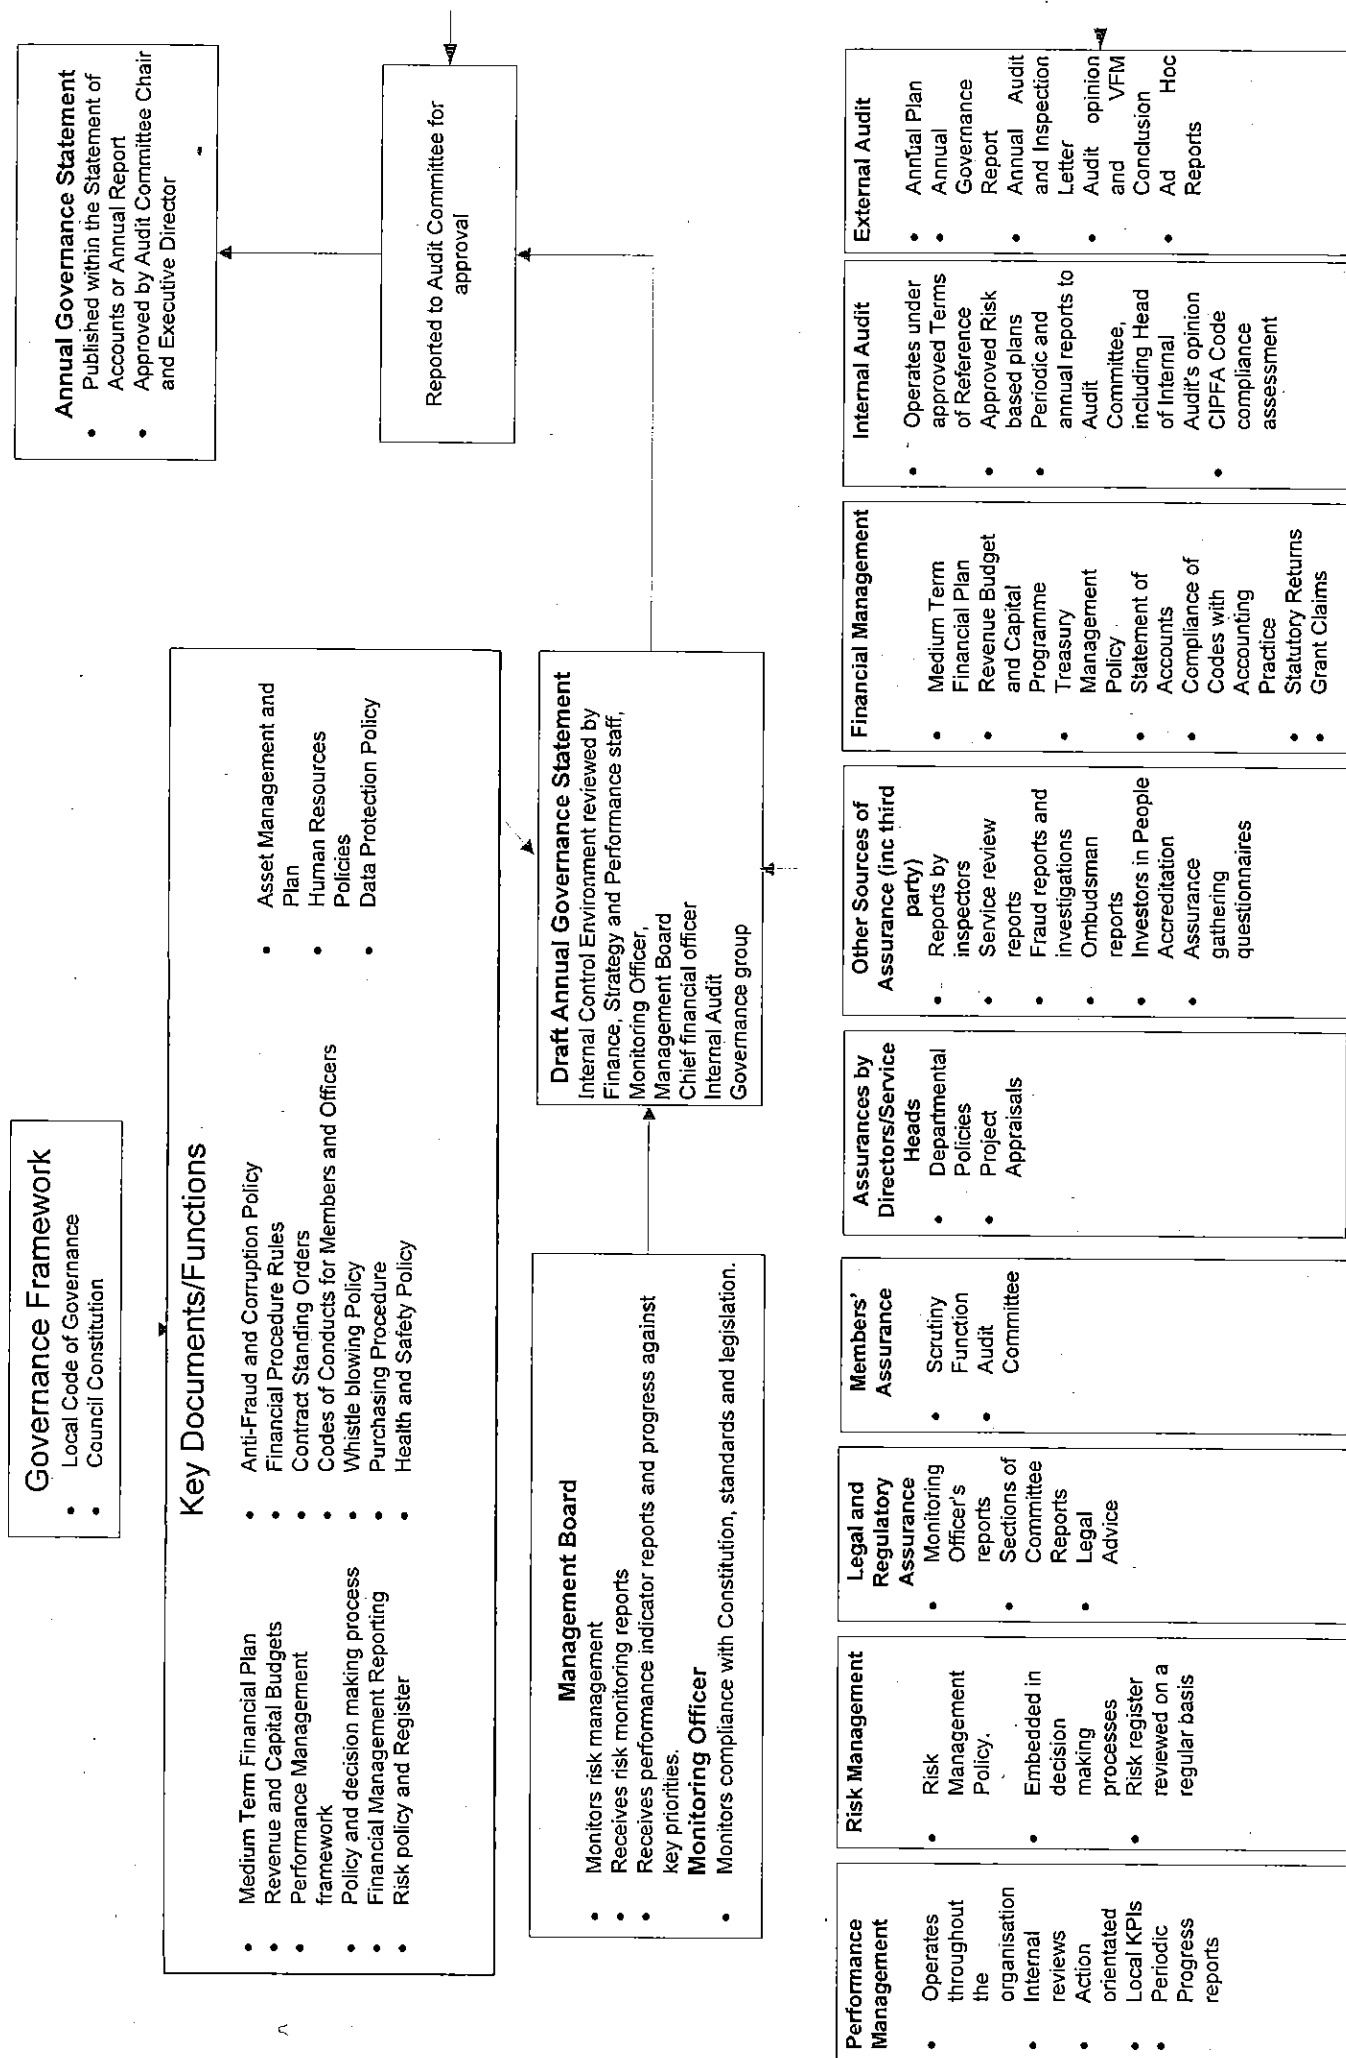 Governance Framework
• Local Code of Governance
• Council Constitution
Key Documents/Functions
• Medium Term Financial Plan
• Revenue and Capital Budgets
• Performance Management
framework
• Policy and decision making process
• Financial Management Reporting
• Risk policy and Register
• Anti-Fraud and Corruption Policy
• Financial Procedure Rules
• Contract Standing Orders
• Codes of Conducts for Members and Officers
• Whistle blowing Policy
• Purchasing Procedure
• Health and Safety Policy
• Asset Management and
Plan
• Human Resources
Policies
• Data Protection Policy
Annual Governance Statement
• Published within the Statement of
Accounts or Annual Report
• Approved by Audit Committee Chair
and Executive Director
Reported to Audit Committee for
approval
Management Board
• Monitors risk management
• Receives risk monitoring reports
• Receives performance indicator reports and progress against
key priorities.
Monitoring Officer
• Monitors compliance with Constitution, standards and legislation.
Draft Annual Governance Statement
Internal Control Environment reviewed by
Finance, Strategy and Performance staff,
Monitoring Officer,
Management Board
Chief financial officer
Internal Audit
Governance group
Performance
Management
• Operates
throughout
the
organisation
• Internal
reviews
• Action
orientated
• Local KPIs
• Periodic
Progress
reports
Risk Management
• Risk
Management
Policy.
• Embedded in
decision
making
processes
• Risk register
reviewed on a
regular basis
Legal and
Regulatory
Assurance
• Monitoring
Officer's
reports
• Sections of
Committee
Reports
• Legal
Advice
Members'
Assurance
• Scrutiny
Function
• Audit
Committee
Assurances by
Directors/Service
Heads
• Departmental
Policies
• Project
Appraisals
Other Sources of
Assurance (inc third
party)
• Reports by
inspectors
• Service review
reports
• Fraud reports and
investigations
• Ombudsman
reports
• Investors in People
Accreditation
• Assurance
gathering
questionnaires
Financial Management
• Medium Term
Financial Plan
• Revenue Budget
and Capital
Programme
• Treasury
Management
Policy
• Statement of
Accounts
• Compliance of
Codes with
Accounting
Practice
• Statutory Returns
• Grant Claims
Internal Audit
• Operates under
approved Terms
of Reference
• Approved Risk
based plans
• Periodic and
annual reports to
Audit
Committee,
including Head
of Internal
Audit's opinion
• CIPFA Code
compliance
assessment
External Audit
• Annual Plan
• Annual
Governance
Report
• Annual Audit
and Inspection
Letter
• Audit opinion
and VFM
Conclusion
• Ad Hoc
Reports